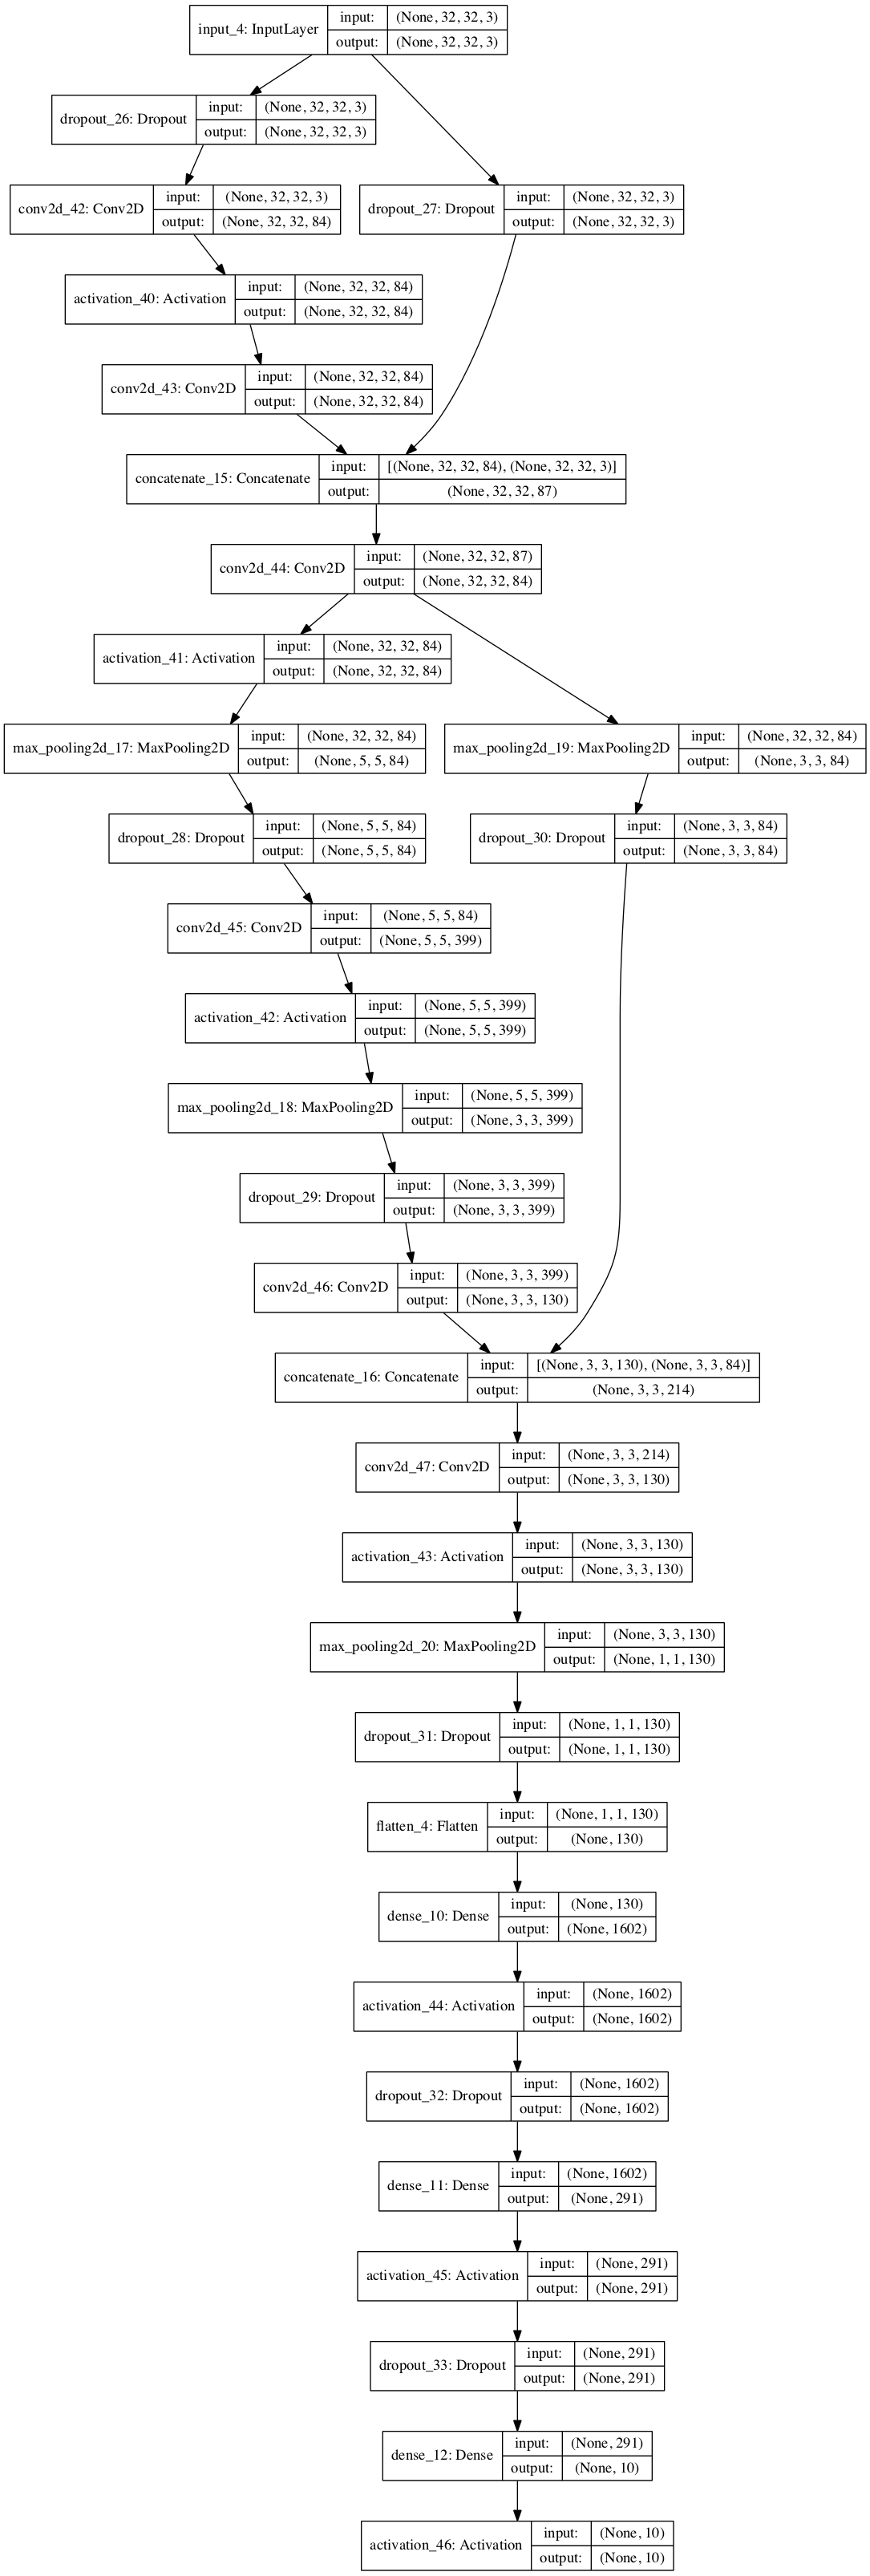 input_4: InputLayer
input:
(None, 32, 32, 3)
output:
(None, 32, 32, 3)
dropout_26: Dropout
input:
(None, 32, 32, 3)
output:
(None, 32, 32, 3)
conv2d_42: Conv2D
input:
(None, 32, 32, 3)
output:
(None, 32, 32, 84)
dropout_27: Dropout
input:
(None, 32, 32, 3)
output:
(None, 32, 32, 3)
activation_40: Activation
input:
(None, 32, 32, 84)
output:
(None, 32, 32, 84)
conv2d_43: Conv2D
input:
(None, 32, 32, 84)
output:
(None, 32, 32, 84)
concatenate_15: Concatenate
input:
[(None, 32, 32, 84), (None, 32, 32, 3)]
output:
(None, 32, 32, 87)
conv2d_44: Conv2D
input:
(None, 32, 32, 87)
output:
(None, 32, 32, 84)
activation_41: Activation
input:
(None, 32, 32, 84)
output:
(None, 32, 32, 84)
max_pooling2d_17: MaxPooling2D
input:
(None, 32, 32, 84)
output:
(None, 5, 5, 84)
max_pooling2d_19: MaxPooling2D
input:
(None, 32, 32, 84)
output:
(None, 3, 3, 84)
dropout_28: Dropout
input:
(None, 5, 5, 84)
output:
(None, 5, 5, 84)
dropout_30: Dropout
input:
(None, 3, 3, 84)
output:
(None, 3, 3, 84)
conv2d_45: Conv2D
input:
(None, 5, 5, 84)
output:
(None, 5, 5, 399)
activation_42: Activation
input:
(None, 5, 5, 399)
output:
(None, 5, 5, 399)
max_pooling2d_18: MaxPooling2D
input:
(None, 5, 5, 399)
output:
(None, 3, 3, 399)
dropout_29: Dropout
input:
(None, 3, 3, 399)
output:
(None, 3, 3, 399)
conv2d_46: Conv2D
input:
(None, 3, 3, 399)
output:
(None, 3, 3, 130)
concatenate_16: Concatenate
input:
[(None, 3, 3, 130), (None, 3, 3, 84)]
output:
(None, 3, 3, 214)
conv2d_47: Conv2D
input:
(None, 3, 3, 214)
output:
(None, 3, 3, 130)
activation_43: Activation
input:
(None, 3, 3, 130)
output:
(None, 3, 3, 130)
max_pooling2d_20: MaxPooling2D
input:
(None, 3, 3, 130)
output:
(None, 1, 1, 130)
dropout_31: Dropout
input:
(None, 1, 1, 130)
output:
(None, 1, 1, 130)
flatten_4: Flatten
input:
(None, 1, 1, 130)
output:
(None, 130)
dense_10: Dense
input:
(None, 130)
output:
(None, 1602)
activation_44: Activation
input:
(None, 1602)
output:
(None, 1602)
dropout_32: Dropout
input:
(None, 1602)
output:
(None, 1602)
dense_11: Dense
input:
(None, 1602)
output:
(None, 291)
activation_45: Activation
input:
(None, 291)
output:
(None, 291)
dropout_33: Dropout
input:
(None, 291)
output:
(None, 291)
dense_12: Dense
input:
(None, 291)
output:
(None, 10)
activation_46: Activation
input:
(None, 10)
output:
(None, 10)